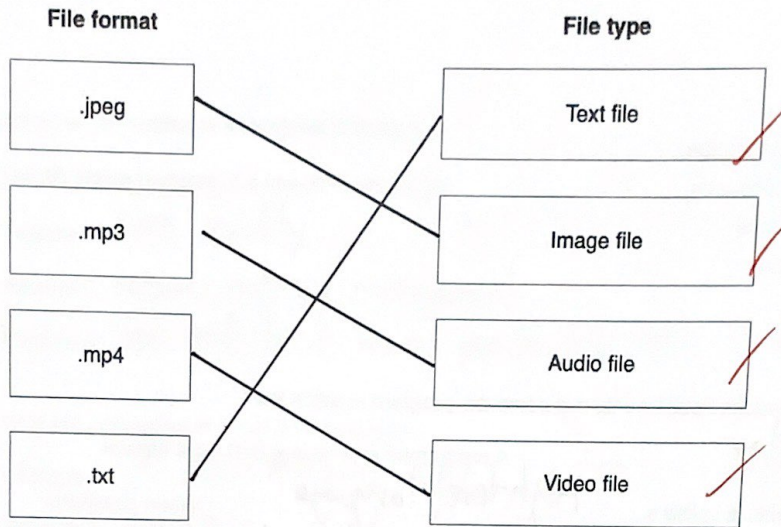 File format
File type
.jpeg
Text file
.mp3
Image file
.mp4
Audio file
.txt
Video file